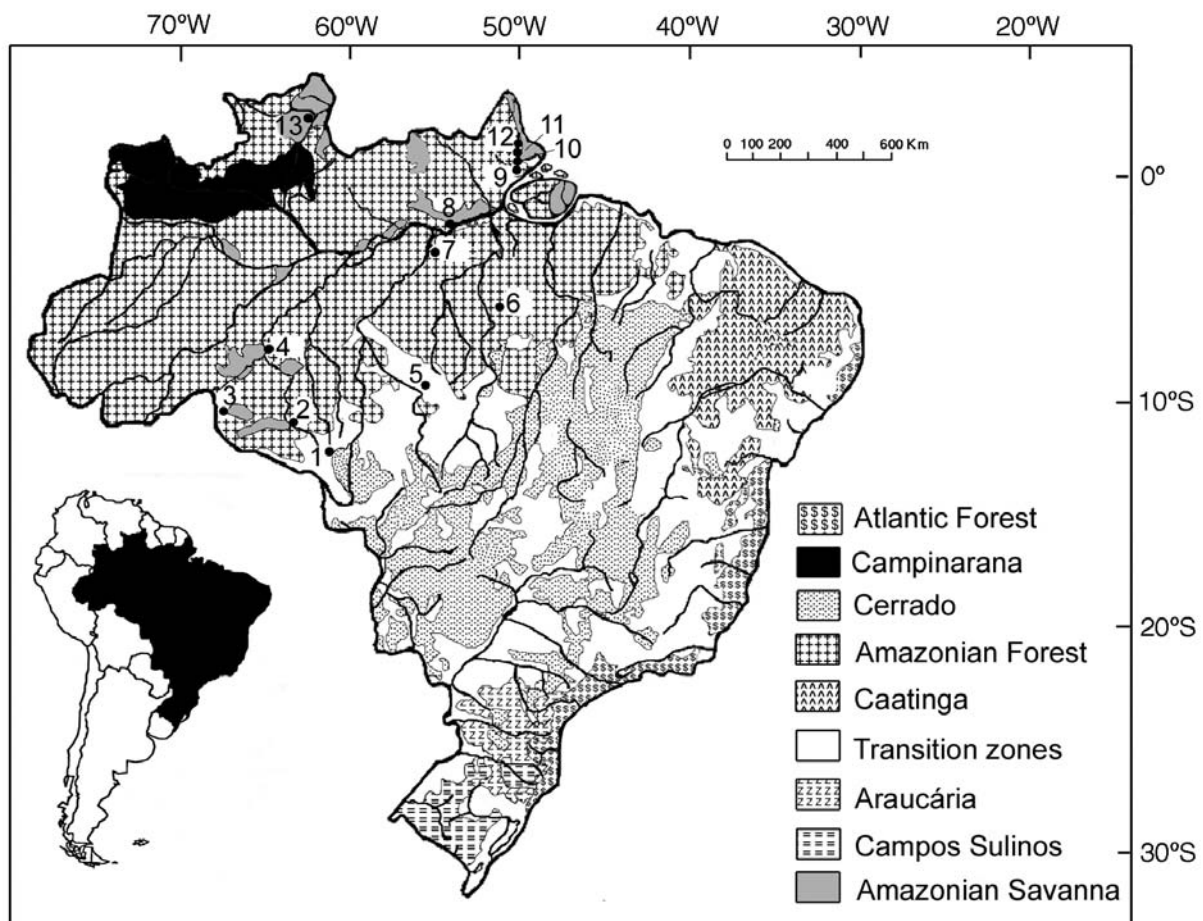 70ºW 60ºW 50ºW 40ºW 30ºW 20ºW
0 100 200 400 600 Km
13
12
11
10
9
0º
8
7
6
4
5
3
2
1
10ºS
20ºS
30ºS
Atlantic Forest
Campinarana
Cerrado
Amazonian Forest
Caatinga
Transition zones
Araucária
Campos Sulinos
Amazonian Savanna